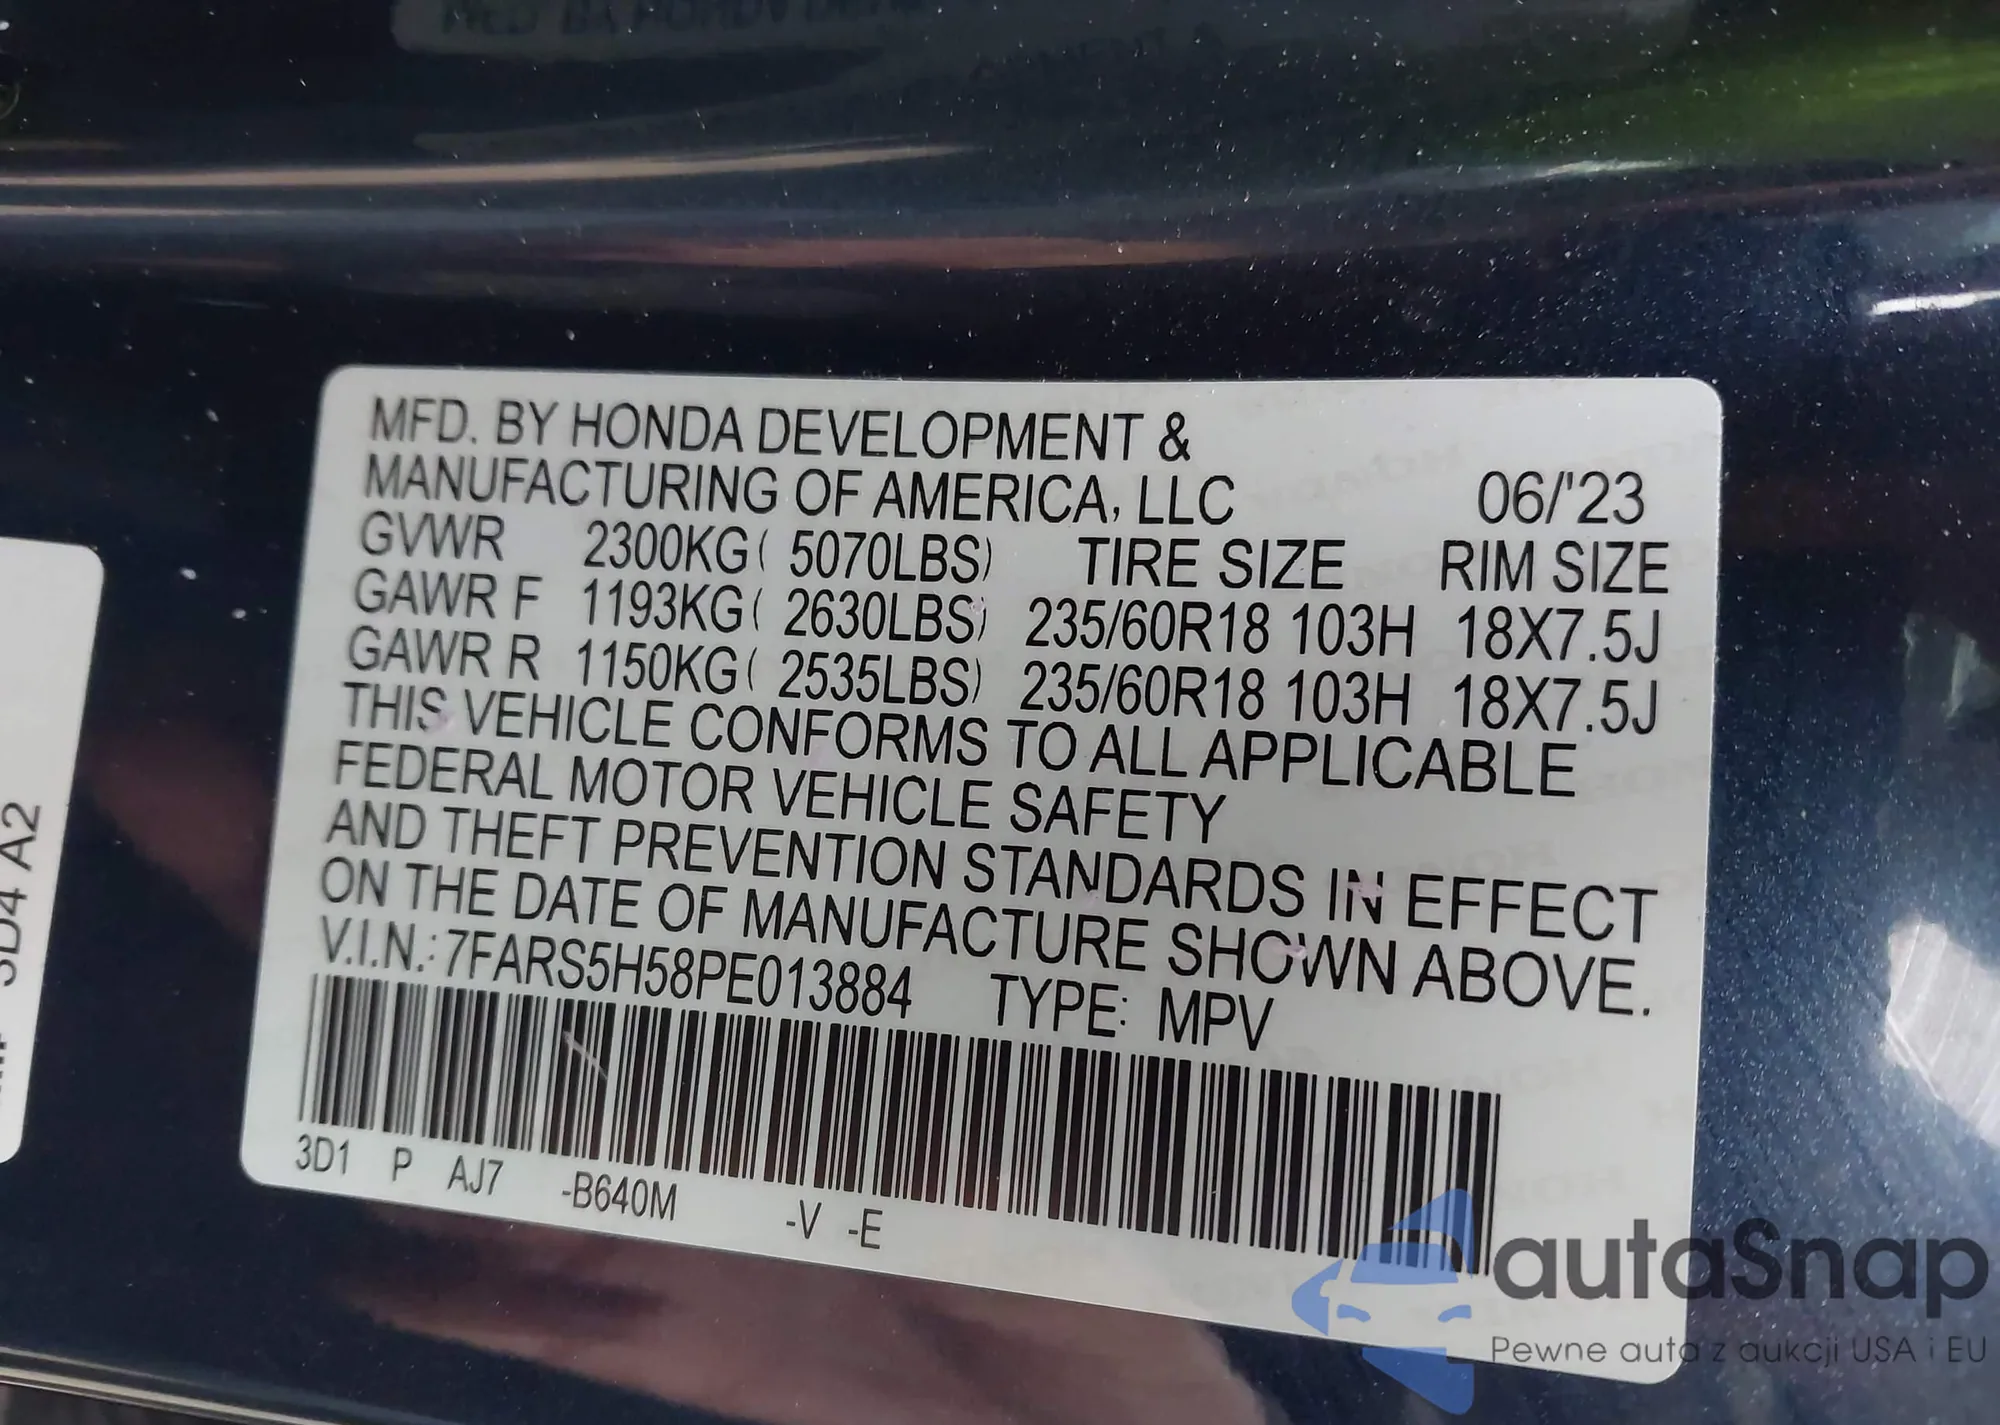 MFD. BY HONDA DEVELOPMENT &
MANUFACTURING OF AMERICA, LLC 06/'23
GVWR 2300KG( 5070LBS) TIRE SIZE RIM SIZE
GAWR F 1193KG( 2630LBS) 235/60R18 103H 18X7.5J
GAWR R 1150KG( 2535LBS) 235/60R18 103H 18X7.5J
THIS VEHICLE CONFORMS TO ALL APPLICABLE
FEDERAL MOTOR VEHICLE SAFETY
AND THEFT PREVENTION STANDARDS IN EFFECT
ON THE DATE OF MANUFACTURE SHOWN ABOVE.
V.I.N.: 7FARS5H58PE013884 TYPE: MPV
3D1 P AJ7 -B640M -V -E
3D4 A2
autaSnap
Pewne auta z aukcji USA i EU